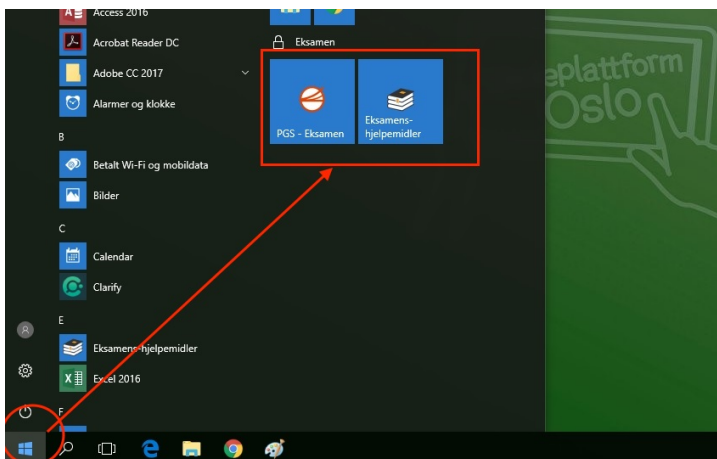 Access 2016
Acrobat Reader DC
Adobe CC 2017
Alarmer og klokke
B
Betalt Wi-Fi og mobildata
Bilder
C
Calendar
Clarify
E
Eksamens-hjelpemidler
Excel 2016
F
Eksamen
PGS - Eksamen
Eksamens-
hjelpemidler
eplattform
Oslo